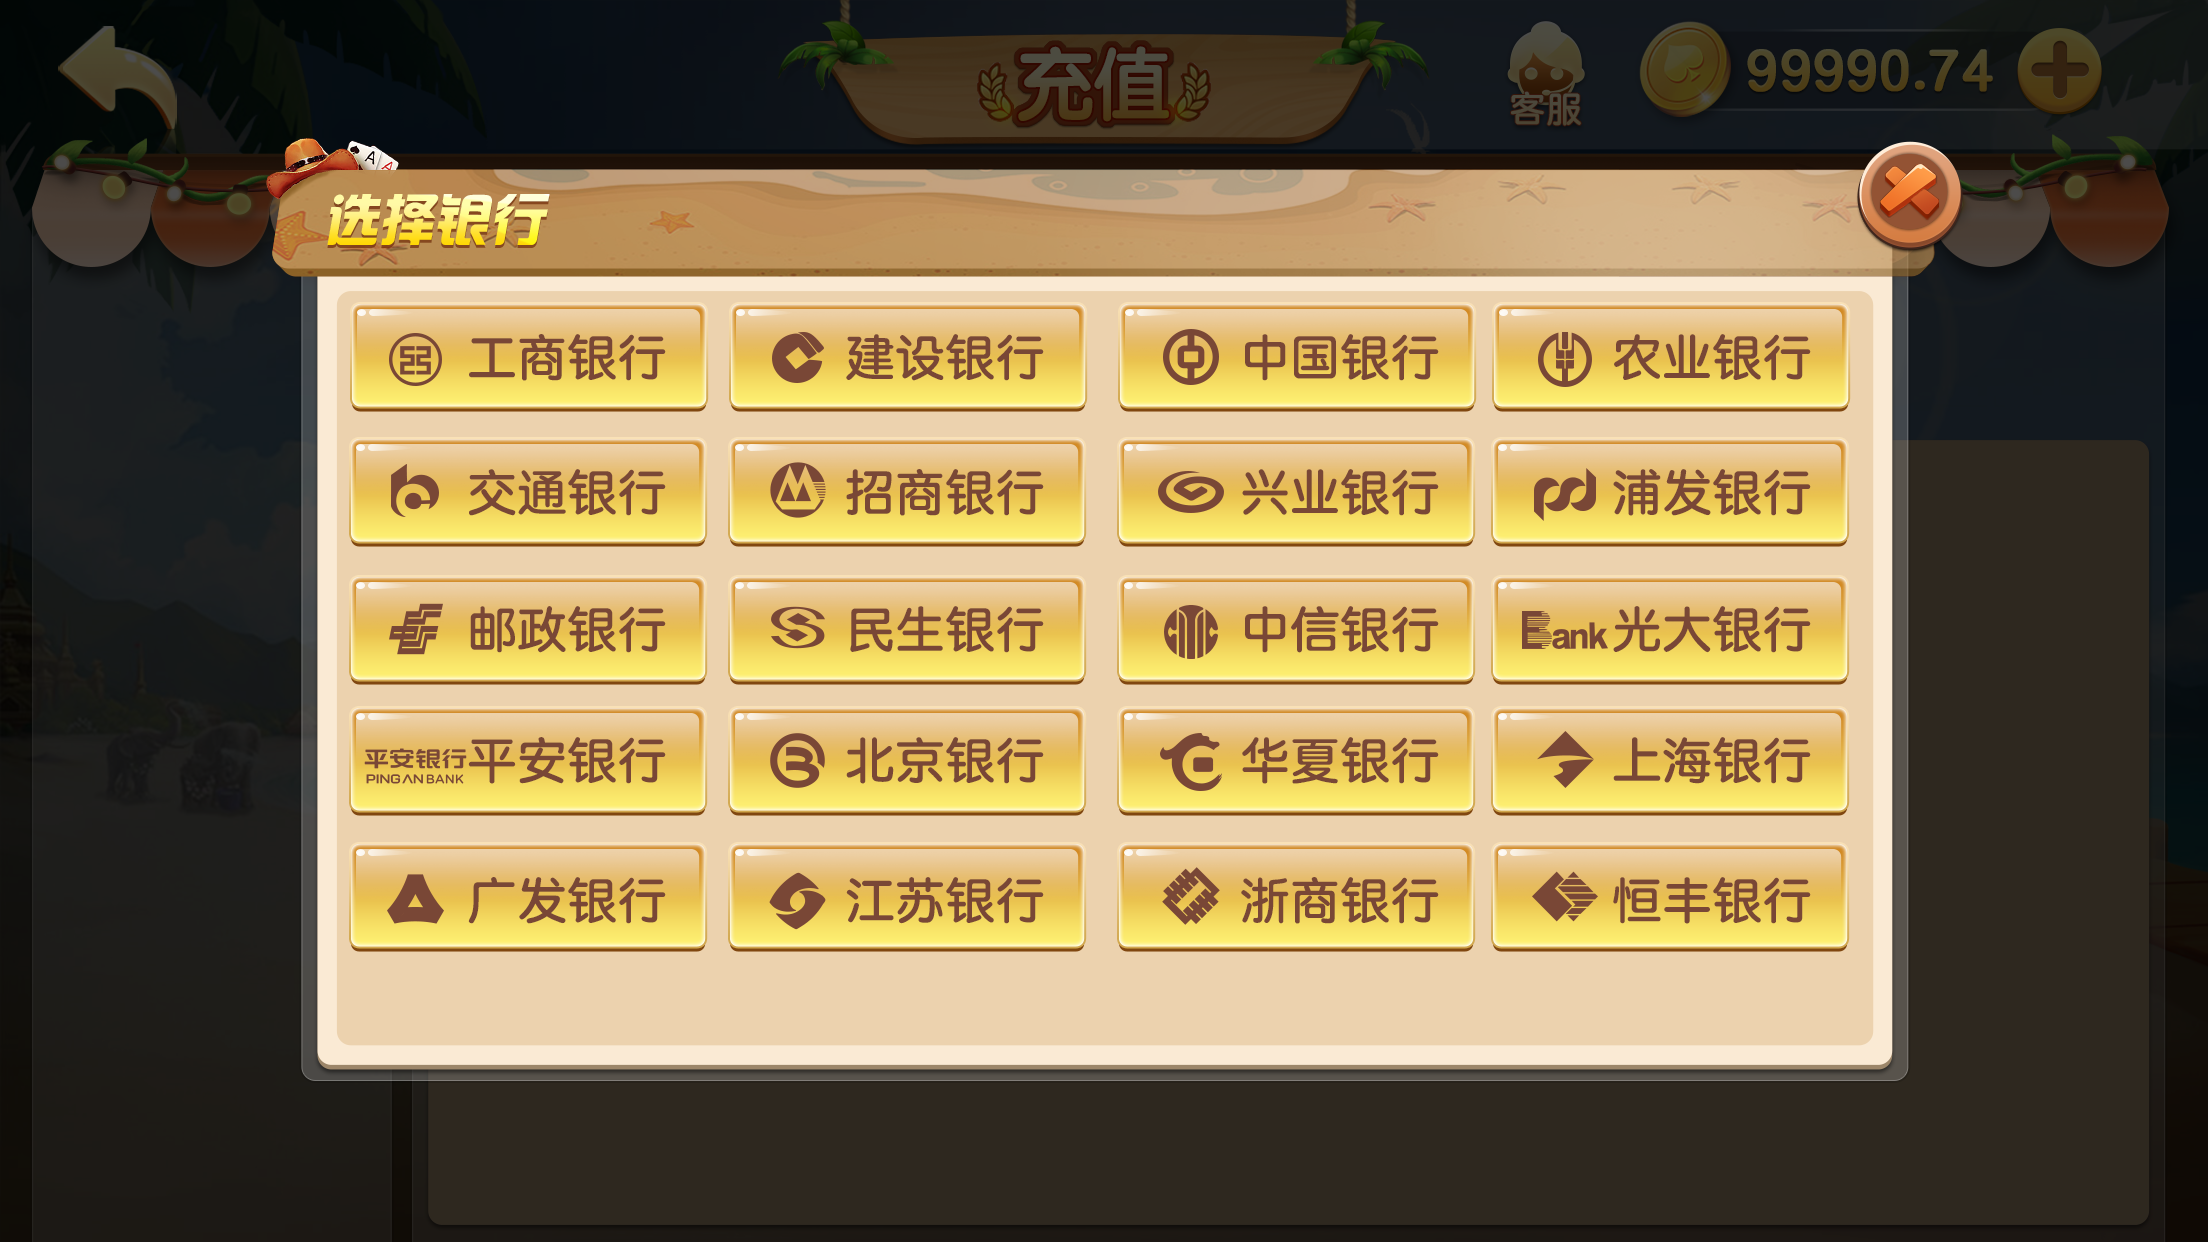 充值
客服
99990.74
A
A
选择银行
工商银行
建设银行
中国银行
农业银行
交通银行
招商银行
兴业银行
浦发银行
邮政银行
民生银行
中信银行
Bank 光大银行
平安银行
PINGAN BANK
平安银行
北京银行
华夏银行
上海银行
广发银行
江苏银行
浙商银行
恒丰银行